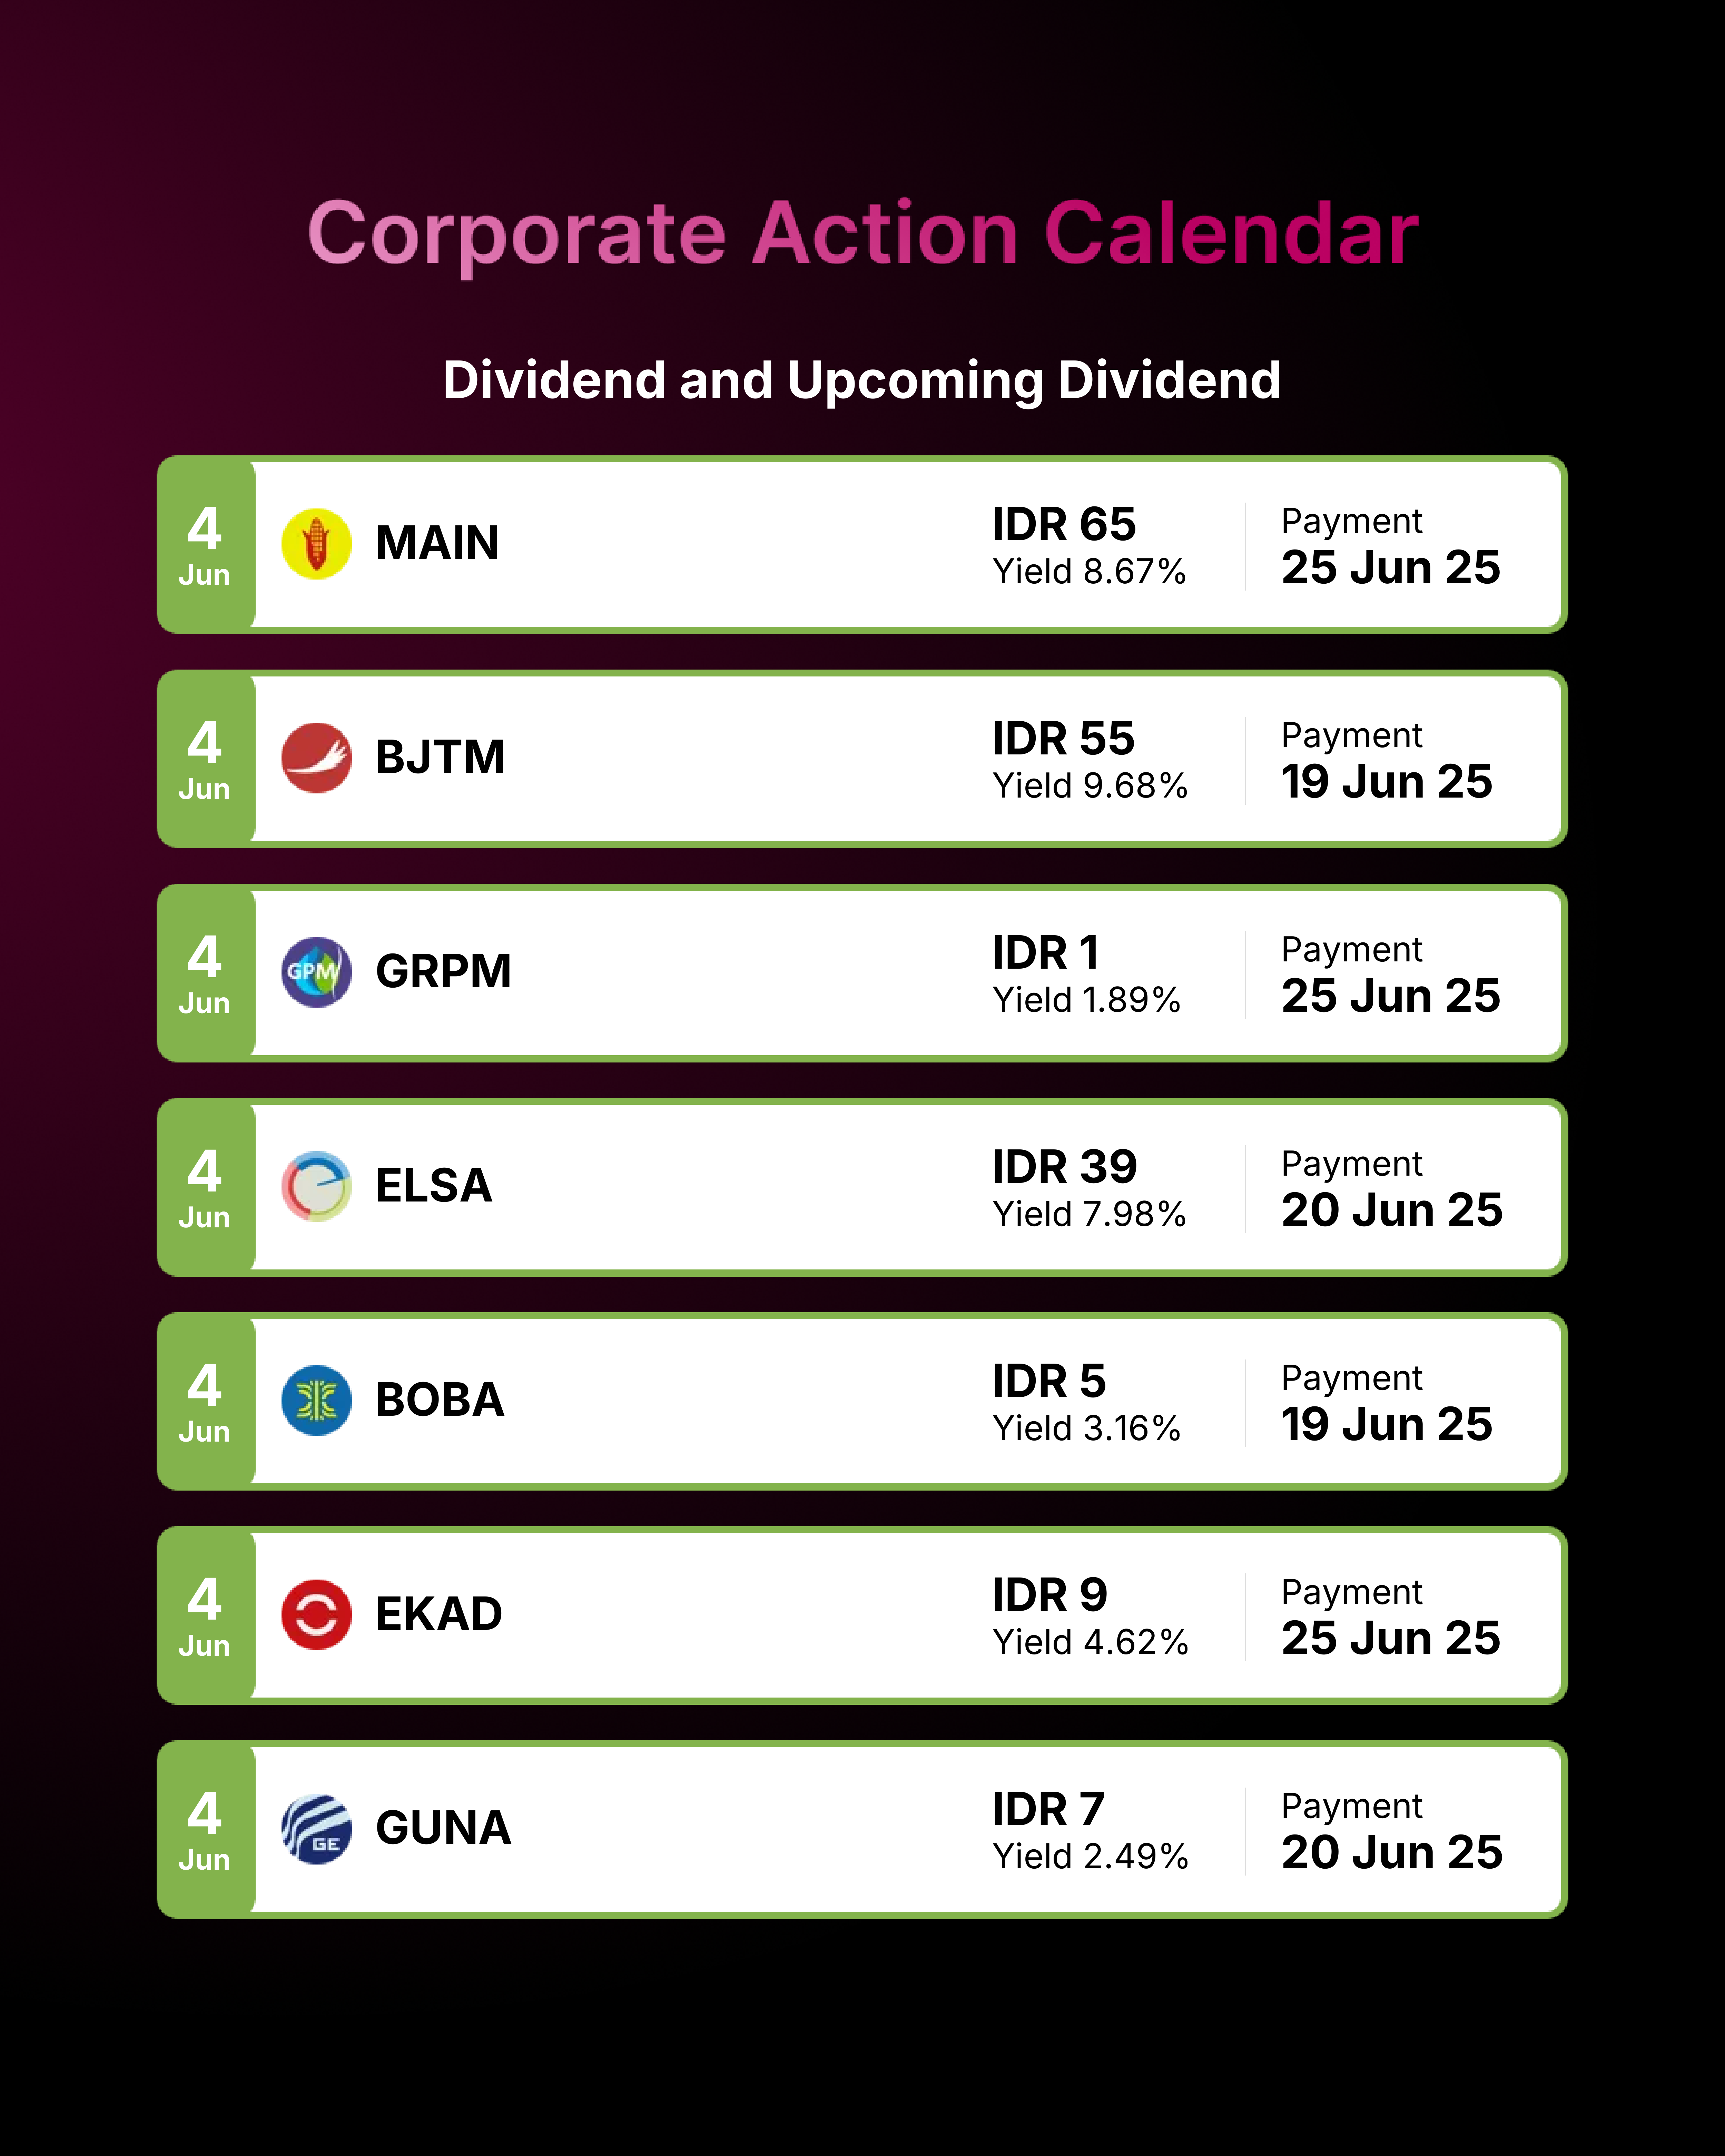 Corporate Action Calendar
Dividend and Upcoming Dividend
4
Jun
MAIN
IDR 65
Yield 8.67%
Payment
25 Jun 25
4
Jun
BJTM
IDR 55
Yield 9.68%
Payment
19 Jun 25
4
Jun
GPM
GRPM
IDR 1
Yield 1.89%
Payment
25 Jun 25
4
Jun
ELSA
IDR 39
Yield 7.98%
Payment
20 Jun 25
4
Jun
BOBA
IDR 5
Yield 3.16%
Payment
19 Jun 25
4
Jun
EKAD
IDR 9
Yield 4.62%
Payment
25 Jun 25
4
Jun
GE
GUNA
IDR 7
Yield 2.49%
Payment
20 Jun 25